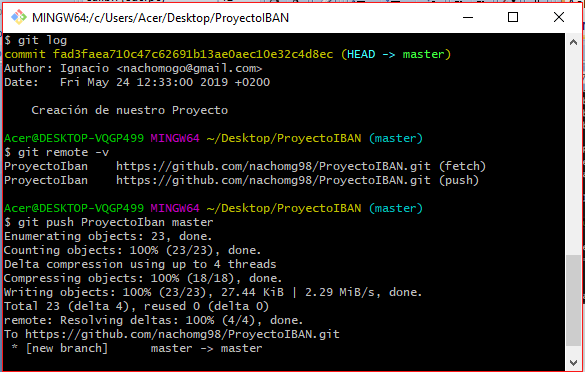 MINGW64:/c/Users/Acer/Desktop/ProyectoIBAN
$ git log
commit fad3faea710c47c62691b13ae0aec10e32c4d8ec (HEAD -> master)
Author: Ignacio <nachomogo@gmail.com>
Date:   Fri May 24 12:33:00 2019 +0200
    Creación de nuestro Proyecto
Acer@DESKTOP-VQGP499 MINGW64 ~/Desktop/ProyectoIBAN (master)
$ git remote -v
ProyectoIban    https://github.com/nachomg98/ProyectoIBAN.git (fetch)
ProyectoIban    https://github.com/nachomg98/ProyectoIBAN.git (push)
Acer@DESKTOP-VQGP499 MINGW64 ~/Desktop/ProyectoIBAN (master)
$ git push ProyectoIban master
Enumerating objects: 23, done.
Counting objects: 100% (23/23), done.
Delta compression using up to 4 threads
Compressing objects: 100% (18/18), done.
Writing objects: 100% (23/23), 27.44 KiB | 2.29 MiB/s, done.
Total 23 (delta 4), reused 0 (delta 0)
remote: Resolving deltas: 100% (4/4), done.
To https://github.com/nachomg98/ProyectoIBAN.git
 * [new branch]      master -> master